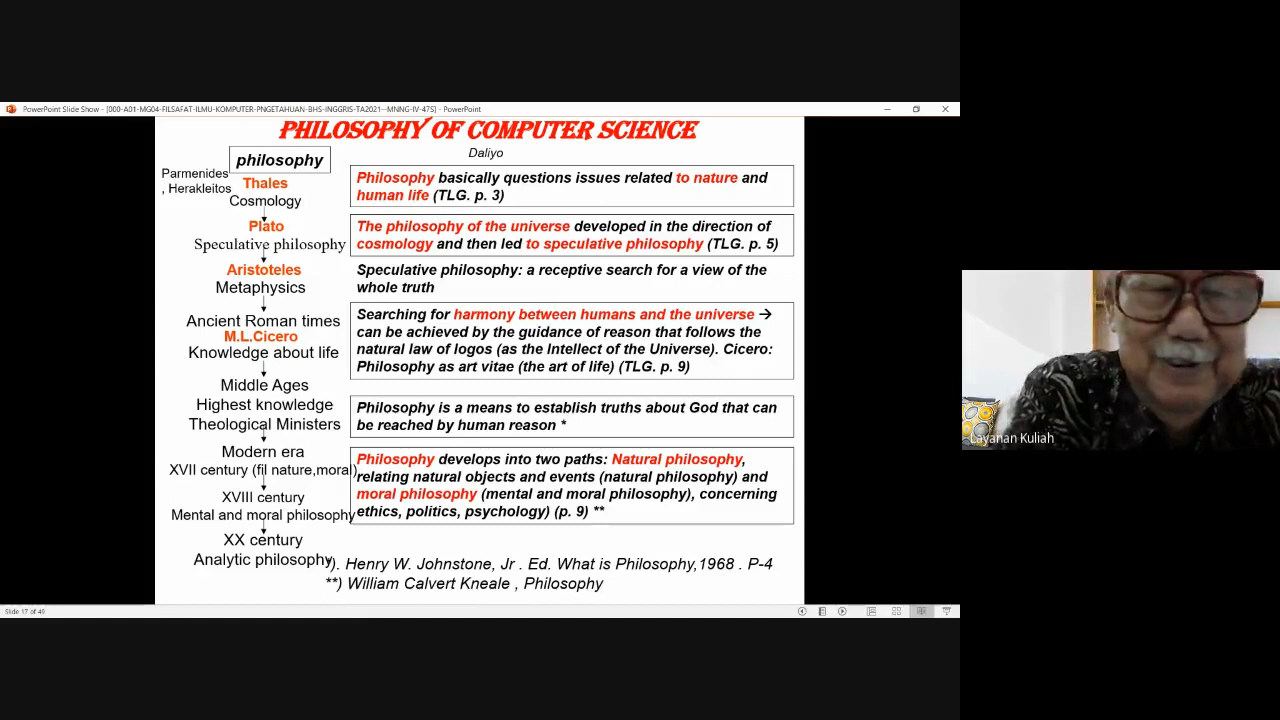 PowerPoint Slide Show - [000-A01-MG04-FILSAFAT-ILMU-KOMPUTER-PNGETAHUAN-BHS-INGGRIS-TA2021--MNNG-IV-47S] - PowerPoint
PHILOSOPHY OF COMPUTER SCIENCE
Daliyo
philosophy
Parmenides
, Herakleitos
Thales
Cosmology
Plato
Speculative philosophy
Aristoteles
Metaphysics
Ancient Roman times
M.L.Cicero
Knowledge about life
Middle Ages
Highest knowledge
Theological Ministers
Modern era
XVII century (fil nature,moral)
XVIII century
Mental and moral philosophy
XX century
Analytic philosophy
Philosophy basically questions issues related to nature and
human life (TLG. p. 3)
The philosophy of the universe developed in the direction of
cosmology and then led to speculative philosophy (TLG. p. 5)
Speculative philosophy: a receptive search for a view of the
whole truth
Searching for harmony between humans and the universe →
can be achieved by the guidance of reason that follows the
natural law of logos (as the Intellect of the Universe). Cicero:
Philosophy as art vitae (the art of life) (TLG. p. 9)
Philosophy is a means to establish truths about God that can
be reached by human reason *
Philosophy develops into two paths: Natural philosophy,
relating natural objects and events (natural philosophy) and
moral philosophy (mental and moral philosophy), concerning
ethics, politics, psychology) (p. 9) **
*). Henry W. Johnstone, Jr . Ed. What is Philosophy,1968 . P-4
**) William Calvert Kneale , Philosophy
Slide 17 of 49
Layanan Kuliah